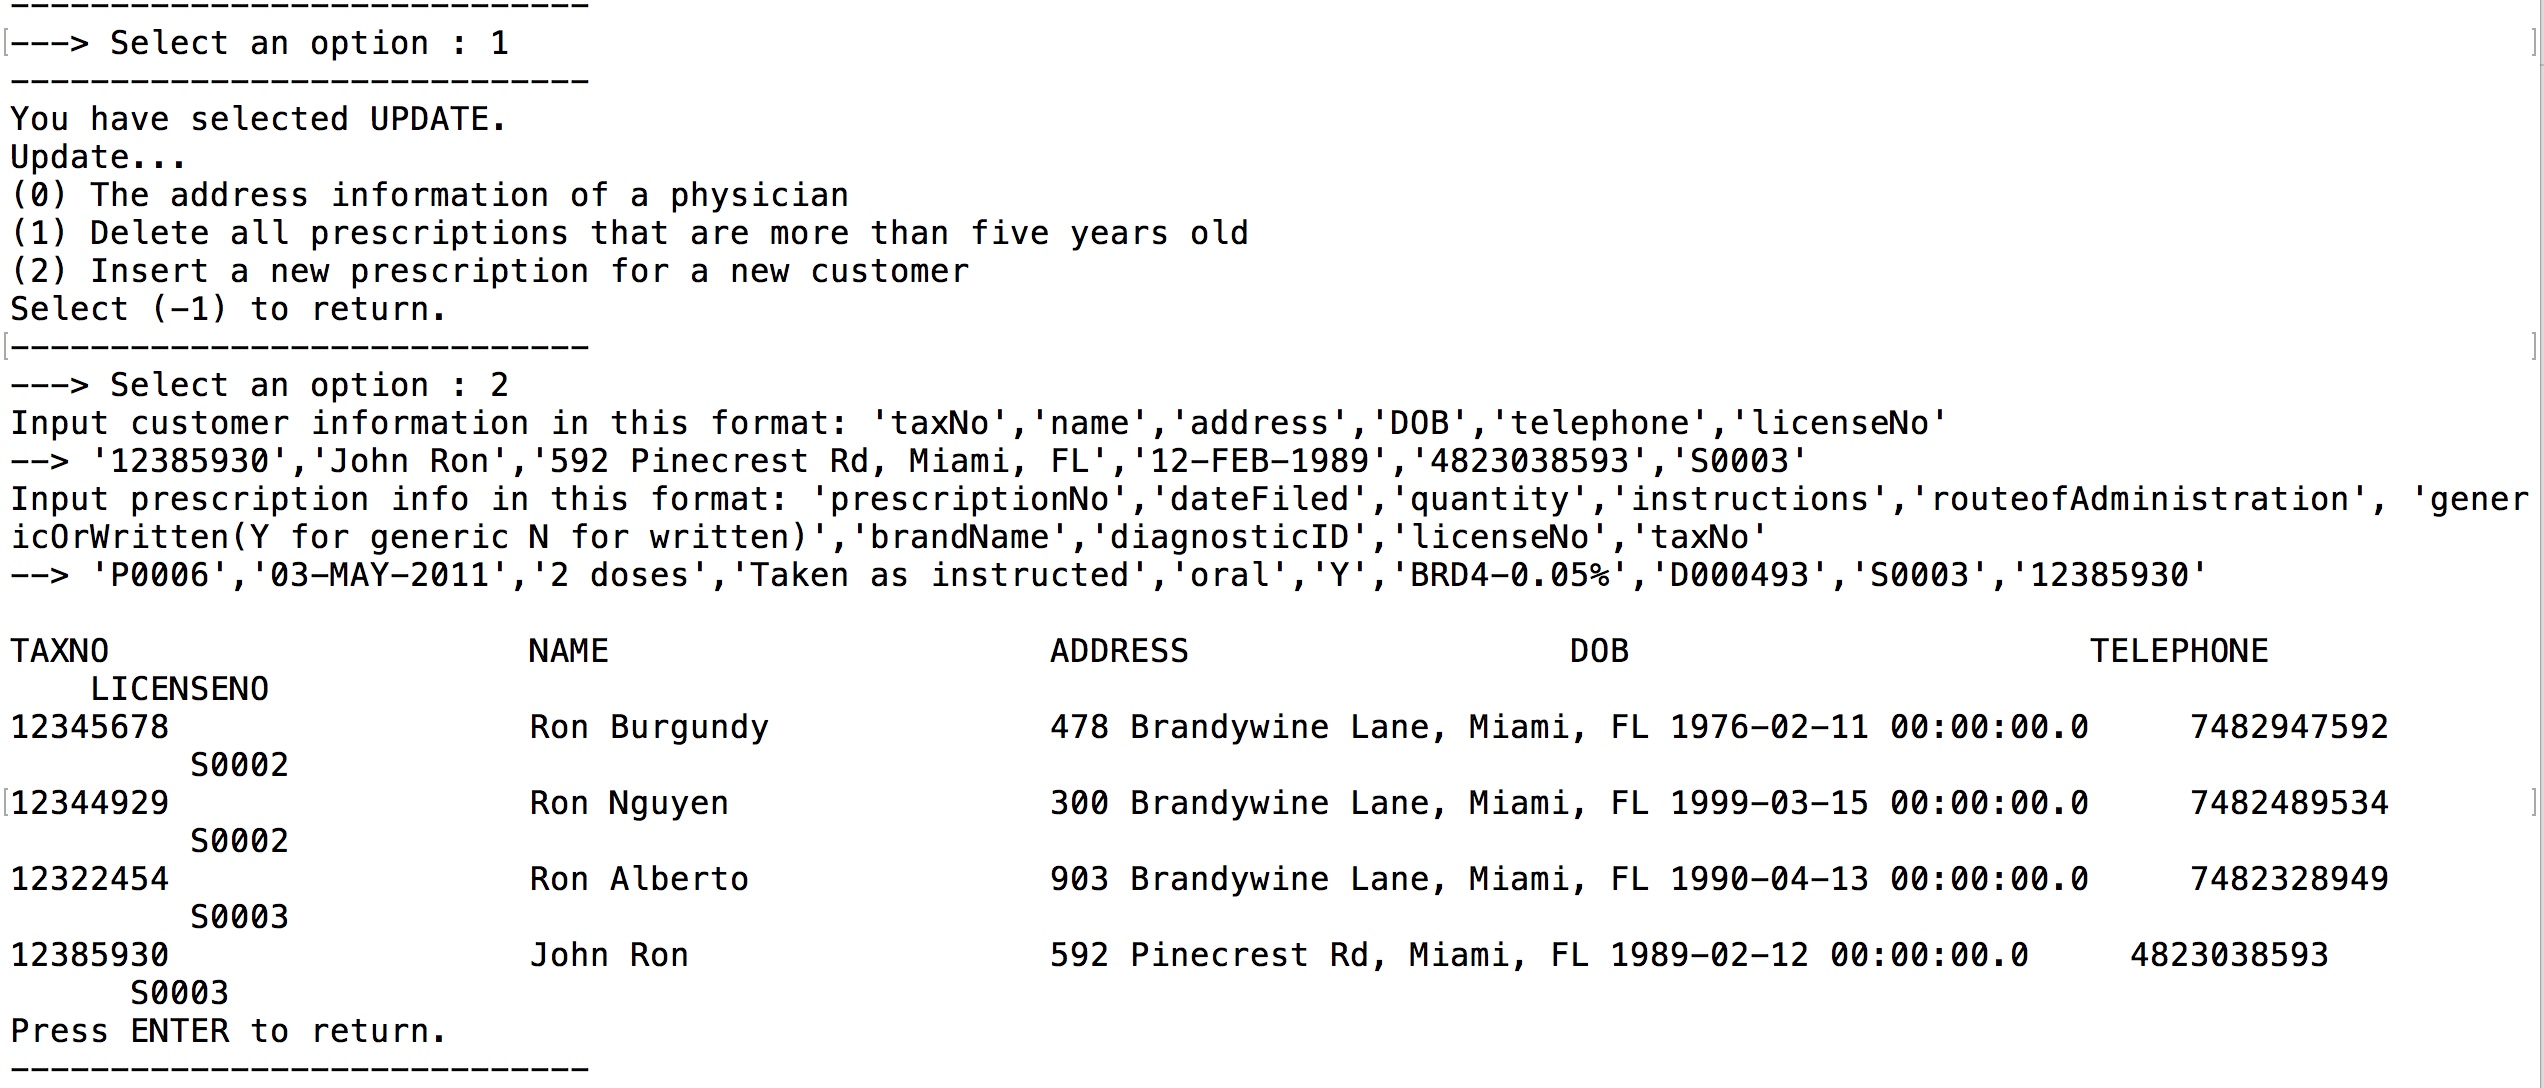 -----------------------------
---> Select an option : 1
-----------------------------
You have selected UPDATE.
Update...
(0) The address information of a physician
(1) Delete all prescriptions that are more than five years old
(2) Insert a new prescription for a new customer
Select (-1) to return.
-----------------------------
---> Select an option : 2
Input customer information in this format: 'taxNo','name','address','DOB','telephone','licenseNo'
--> '12385930','John Ron','592 Pinecrest Rd, Miami, FL','12-FEB-1989','4823038593','S0003'
Input prescription info in this format: 'prescriptionNo','dateFiled','quantity','instructions','routeofAdministration', 'gener
icOrWritten(Y for generic N for written)','brandName','diagnosticID','licenseNo','taxNo'
--> 'P0006','03-MAY-2011','2 doses','Taken as instructed','oral','Y','BRD4-0.05%','D000493','S0003','12385930'
TAXNO NAME ADDRESS DOB TELEPHONE
LICENSENO
12345678 Ron Burgundy 478 Brandywine Lane, Miami, FL 1976-02-11 00:00:00.0 7482947592
S0002
12344929 Ron Nguyen 300 Brandywine Lane, Miami, FL 1999-03-15 00:00:00.0 7482489534
S0002
12322454 Ron Alberto 903 Brandywine Lane, Miami, FL 1990-04-13 00:00:00.0 7482328949
S0003
12385930 John Ron 592 Pinecrest Rd, Miami, FL 1989-02-12 00:00:00.0 4823038593
S0003
Press ENTER to return.
-----------------------------